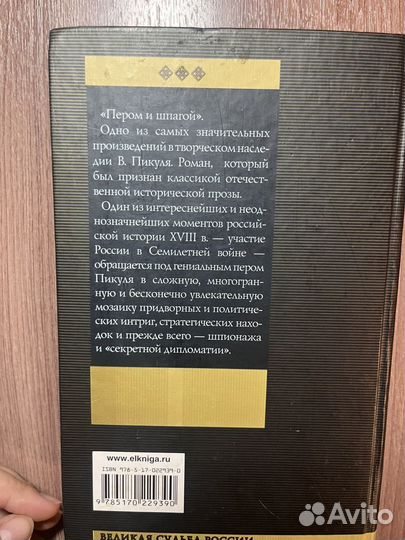 «Пером и шпагой».
Одно из самых значительных
произведений в творческом насле-
дии В. Пикуля. Роман, который
был признан классикой отечест-
венной исторической прозы.
Один из интереснейших и неод-
нозначнейших моментов россий-
ской истории XVIII в. — участие
России в Семилетней войне —
обращается под гениальным пером
Пикуля в сложную, многогран-
ную и бесконечно увлекательную
мозаику придворных и политичес-
ких интриг, стратегических нахо-
док и прежде всего — шпионажа
и «секретной дипломатии».
www.elkniga.ru
ISBN 978-5-17-022939-0
9 785170 229390
ВЕЛИКАЯ СУДЬБА РОССИИ
Avito